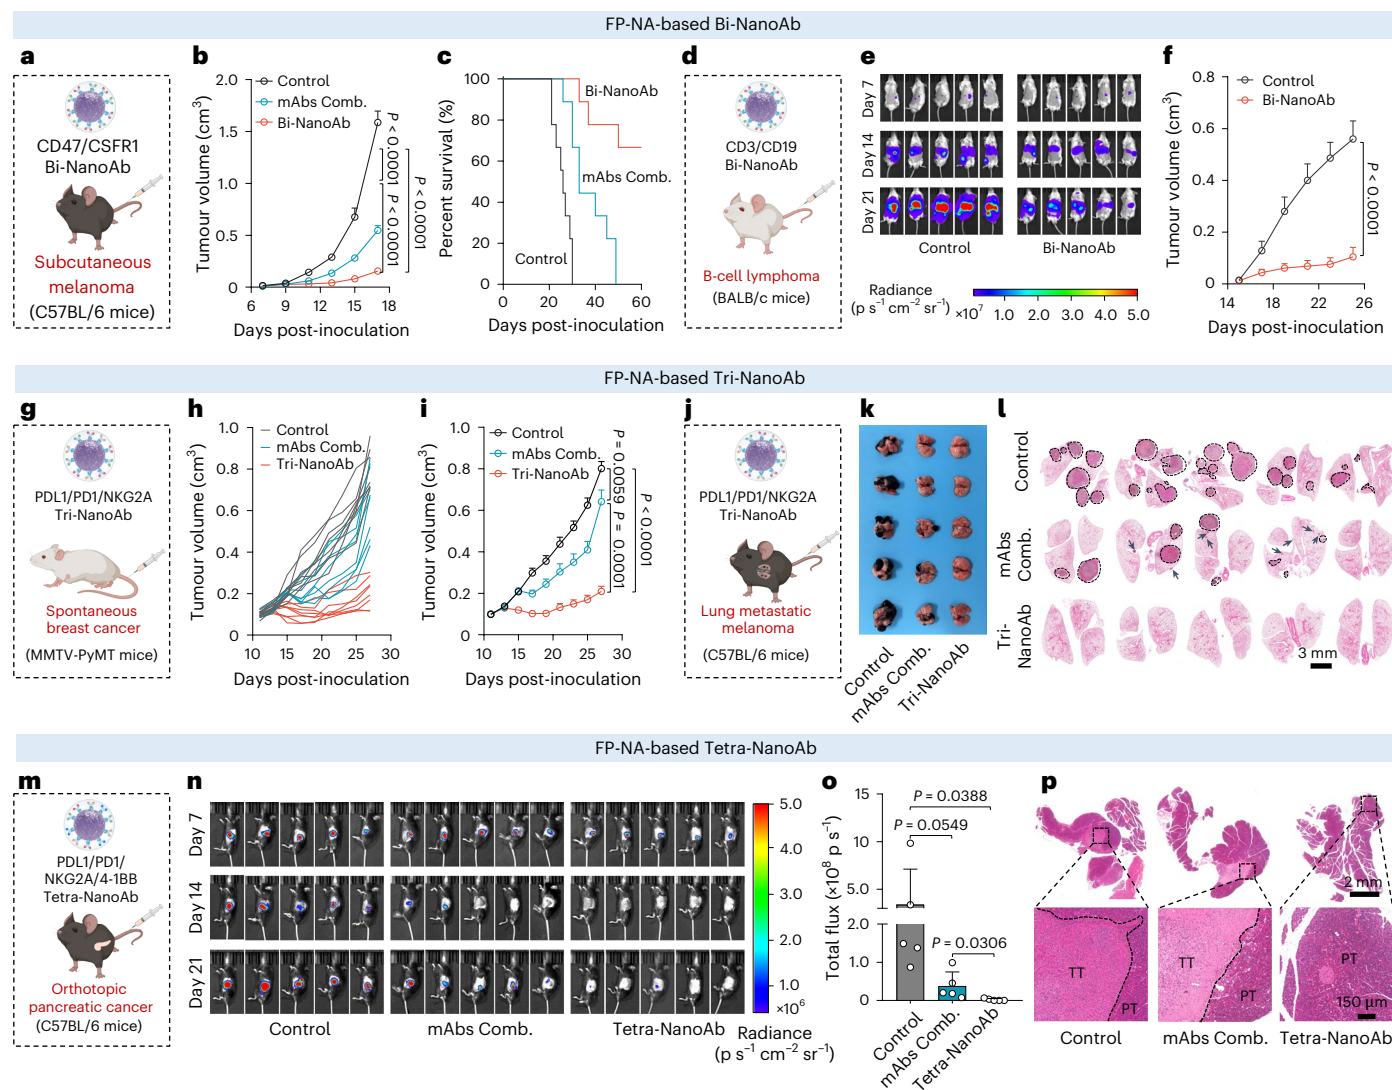 FP-NA-based Bi-NanoAb
a
CD47/CSFR1
Bi-NanoAb
Subcutaneous
melanoma
(C57BL/6 mice)
b
Tumour volume (cm³)
2.0
1.5
1.0
0.5
0
6
9
12
15
18
Days post-inoculation
Control
mAbs Comb.
Bi-NanoAb
P < 0.0001
P < 0.0001
P < 0.0001
c
Percent survival (%)
100
80
60
40
20
0
0
20
40
60
Days post-inoculation
Bi-NanoAb
mAbs Comb.
Control
d
CD3/CD19
Bi-NanoAb
B-cell lymphoma
(BALB/c mice)
e
Day 7
Day 14
Day 21
Control
Bi-NanoAb
Radiance
(p s⁻¹ cm⁻² sr⁻¹)
×10⁷
1.0
2.0
3.0
4.0
5.0
f
Tumour volume (cm³)
0.8
0.6
0.4
0.2
0
14
18
22
26
Days post-inoculation
Control
Bi-NanoAb
P < 0.0001
FP-NA-based Tri-NanoAb
g
PDL1/PD1/NKG2A
Tri-NanoAb
Spontaneous
breast cancer
(MMTV-PyMT mice)
h
Tumour volume (cm³)
1.0
0.8
0.6
0.4
0.2
0
11
15
20
25
30
Days post-inoculation
Control
mAbs Comb.
Tri-NanoAb
i
Tumour volume (cm³)
1.0
0.8
0.6
0.4
0.2
0
10
15
20
25
30
Days post-inoculation
Control
mAbs Comb.
Tri-NanoAb
P = 0.0059
P = 0.0001
P < 0.0001
j
PDL1/PD1/NKG2A
Tri-NanoAb
Lung metastatic
melanoma
(C57BL/6 mice)
k
Control
mAbs Comb.
Tri-NanoAb
l
Control
mAbs
Comb.
Tri-
NanoAb
3 mm
FP-NA-based Tetra-NanoAb
m
PDL1/PD1/
NKG2A/4-1BB
Tetra-NanoAb
Orthotopic
pancreatic cancer
(C57BL/6 mice)
n
Day 7
Day 14
Day 21
Control
mAbs Comb.
Tetra-NanoAb
5.0
4.0
3.0
2.0
1.0
×10⁶
Radiance
(p s⁻¹ cm⁻² sr⁻¹)
o
Total flux (×10⁸ p s⁻¹)
15
10
5.0
2.0
1.0
0
P = 0.0388
P = 0.0549
P = 0.0306
Control
mAbs Comb.
Tetra-NanoAb
p
2 mm
TT
PT
TT
PT
PT
150 µm
Control
mAbs Comb.
Tetra-NanoAb